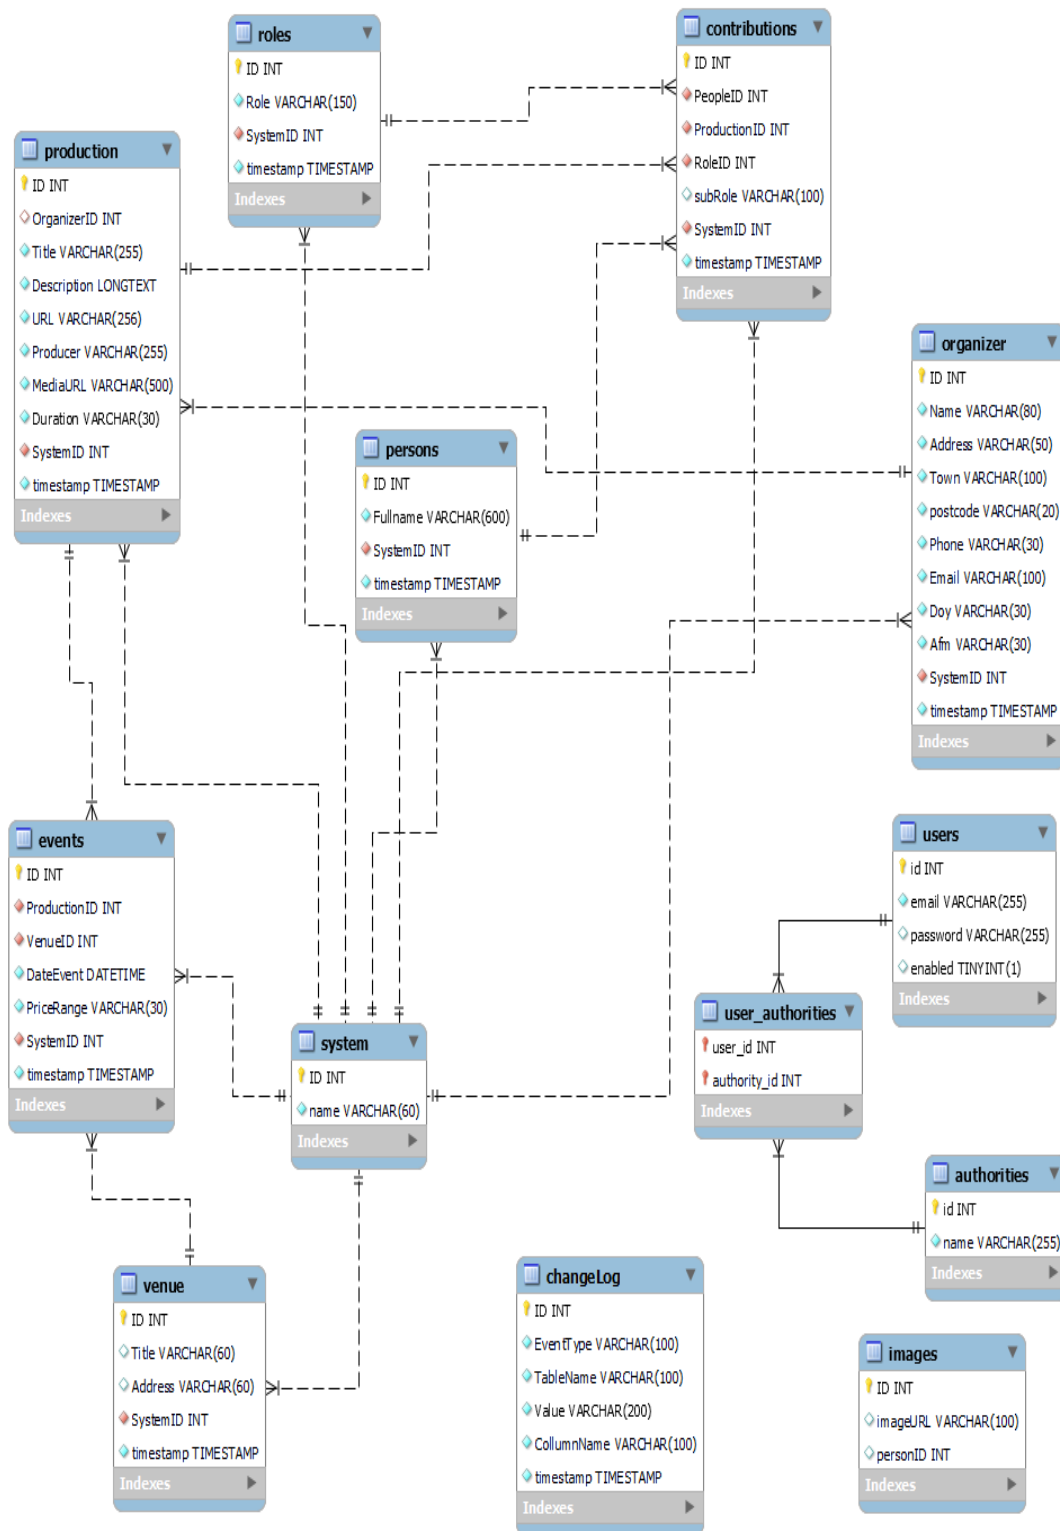 roles
ID INT
Role VARCHAR(150)
SystemID INT
timestamp TIMESTAMP
Indexes
contributions
ID INT
PeopleID INT
ProductionID INT
RoleID INT
subRole VARCHAR(100)
SystemID INT
timestamp TIMESTAMP
Indexes
production
ID INT
OrganizerID INT
Title VARCHAR(255)
Description LONGTEXT
URL VARCHAR(256)
Producer VARCHAR(255)
MediaURL VARCHAR(500)
Duration VARCHAR(30)
SystemID INT
timestamp TIMESTAMP
Indexes
organizer
ID INT
Name VARCHAR(80)
Address VARCHAR(50)
Town VARCHAR(100)
postcode VARCHAR(20)
Phone VARCHAR(30)
Email VARCHAR(100)
Doy VARCHAR(30)
Afm VARCHAR(30)
SystemID INT
timestamp TIMESTAMP
Indexes
persons
ID INT
Fullname VARCHAR(600)
SystemID INT
timestamp TIMESTAMP
Indexes
events
ID INT
ProductionID INT
VenueID INT
DateEvent DATETIME
PriceRange VARCHAR(30)
SystemID INT
timestamp TIMESTAMP
Indexes
users
id INT
email VARCHAR(255)
password VARCHAR(255)
enabled TINYINT(1)
Indexes
user_authorities
user_id INT
authority_id INT
Indexes
system
ID INT
name VARCHAR(60)
Indexes
authorities
id INT
name VARCHAR(255)
Indexes
venue
ID INT
Title VARCHAR(60)
Address VARCHAR(60)
SystemID INT
timestamp TIMESTAMP
Indexes
changeLog
ID INT
EventType VARCHAR(100)
TableName VARCHAR(100)
Value VARCHAR(200)
CollumnName VARCHAR(100)
timestamp TIMESTAMP
Indexes
images
ID INT
imageURL VARCHAR(100)
personID INT
Indexes